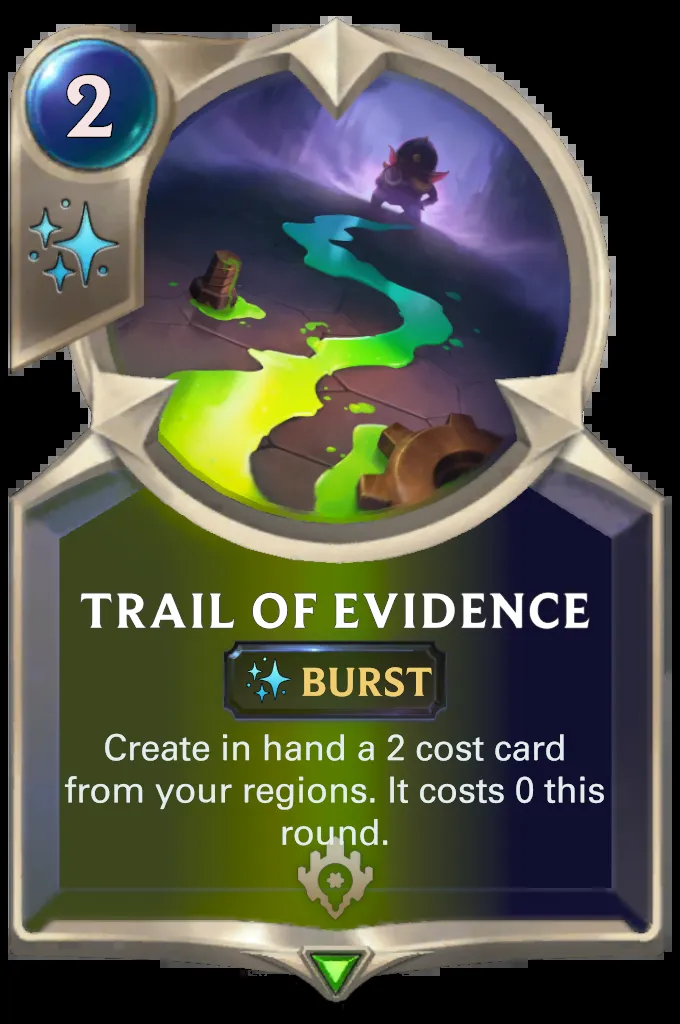 2
TRAIL OF EVIDENCE
BURST
Create in hand a 2 cost card
from your regions. It costs 0 this
round.